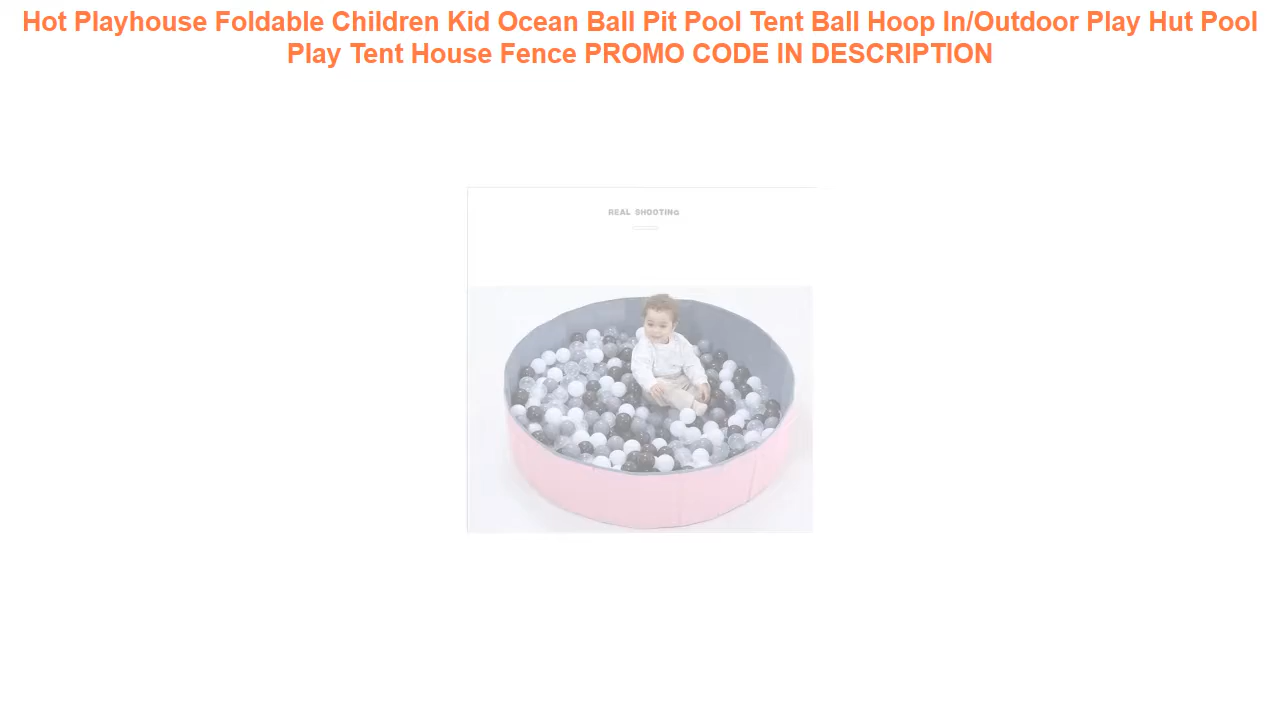 Hot Playhouse Foldable Children Kid Ocean Ball Pit Pool Tent Ball Hoop In/Outdoor Play Hut Pool
Play Tent House Fence PROMO CODE IN DESCRIPTION
REAL SHOOTING